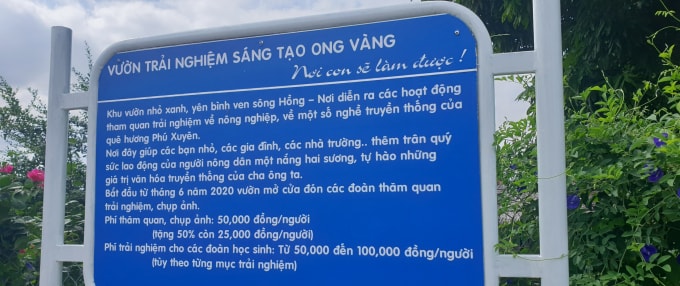 VƯỜN TRẢI NGHIỆM SÁNG TẠO ONG VÀNG
Nơi con sẽ làm được !
Khu vườn nhỏ xanh, yên bình ven sông Hồng – Nơi diễn ra các hoạt động
tham quan trải nghiệm về nông nghiệp, về một số nghề truyền thống của
quê hương Phú Xuyên.
Nơi đây giúp các bạn nhỏ, các gia đình, các nhà trường.. thêm trân quý
sức lao động của người nông dân một nắng hai sương, tự hào những
giá trị văn hóa truyền thống của cha ông ta.
Bắt đầu từ tháng 6 năm 2020 vườn mở cửa đón các đoàn thăm quan
trải nghiệm, chụp ảnh.
Phí thăm quan, chụp ảnh: 50,000 đồng/người
(tặng 50% còn 25,000 đồng/người)
Phí trải nghiệm cho các đoàn học sinh: Từ 50,000 đến 100,000 đồng/người
(tùy theo từng mục trải nghiệm)